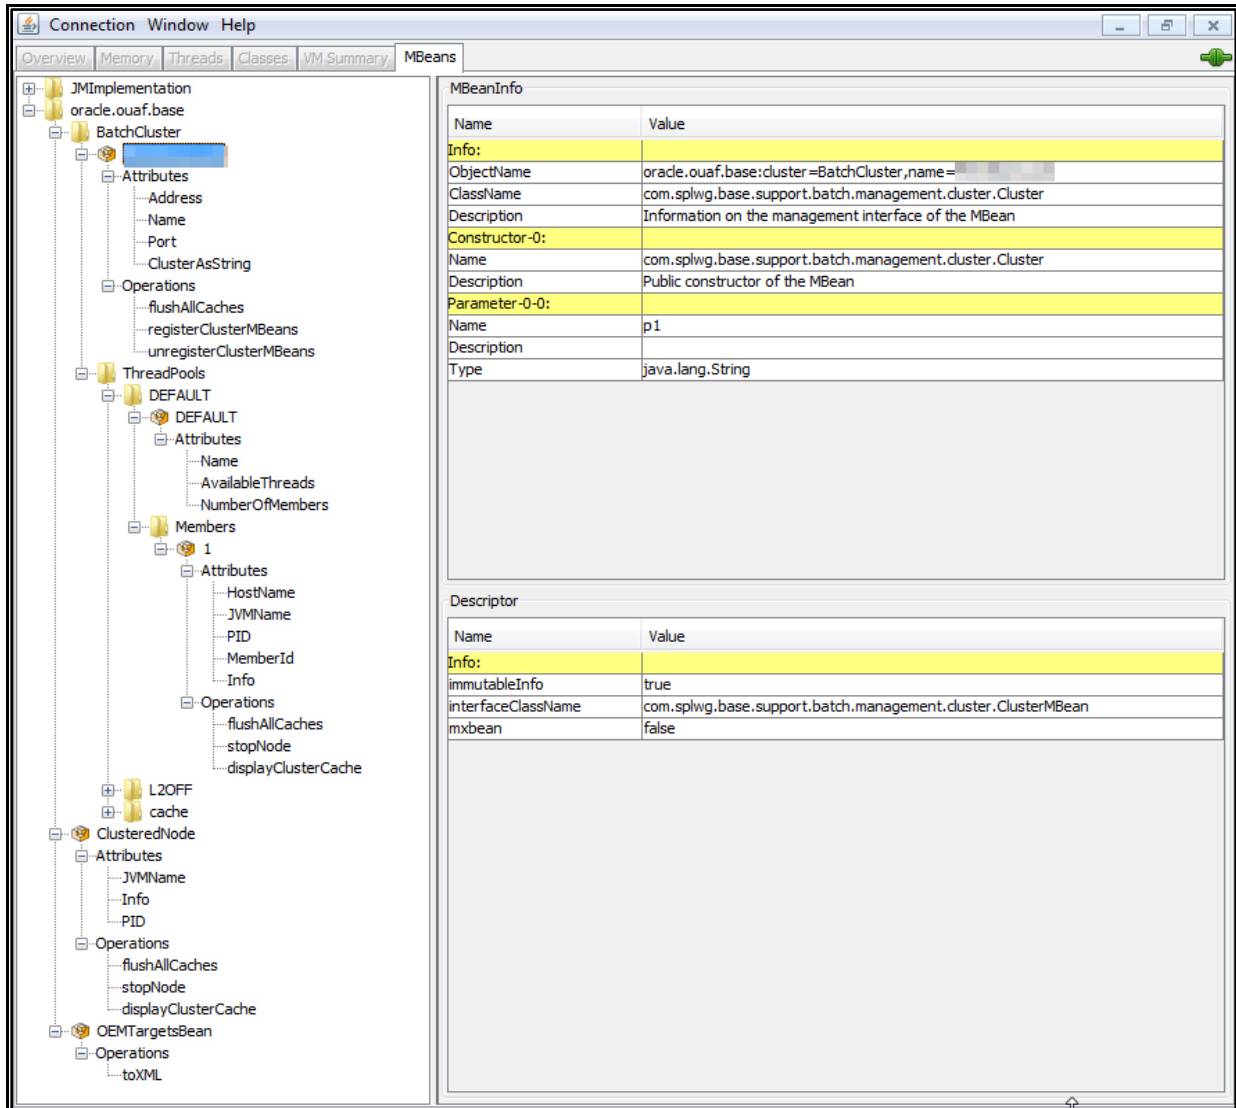 Connection Window Help
Overview Memory Threads Classes VM Summary MBeans
JMImplementation
oracle.ouaf.base
BatchCluster
Attributes
Address
Name
Port
ClusterAsString
Operations
flushAllCaches
registerClusterMBeans
unregisterClusterMBeans
ThreadPools
DEFAULT
DEFAULT
Attributes
Name
AvailableThreads
NumberOfMembers
Members
1
Attributes
HostName
JVMName
PID
MemberId
Info
Operations
flushAllCaches
stopNode
displayClusterCache
L2OFF
cache
ClusteredNode
Attributes
JVMName
Info
PID
Operations
flushAllCaches
stopNode
displayClusterCache
OEMTargetsBean
Operations
toXML
MBeanInfo
Name Value
Info:
ObjectName oracle.ouaf.base:cluster=BatchCluster,name=
ClassName com.splwg.base.support.batch.management.cluster.Cluster
Description Information on the management interface of the MBean
Constructor-0:
Name com.splwg.base.support.batch.management.cluster.Cluster
Description Public constructor of the MBean
Parameter-0-0:
Name p1
Description
Type java.lang.String
Descriptor
Name Value
Info:
immutableInfo true
interfaceClassName com.splwg.base.support.batch.management.cluster.ClusterMBean
mxbean false